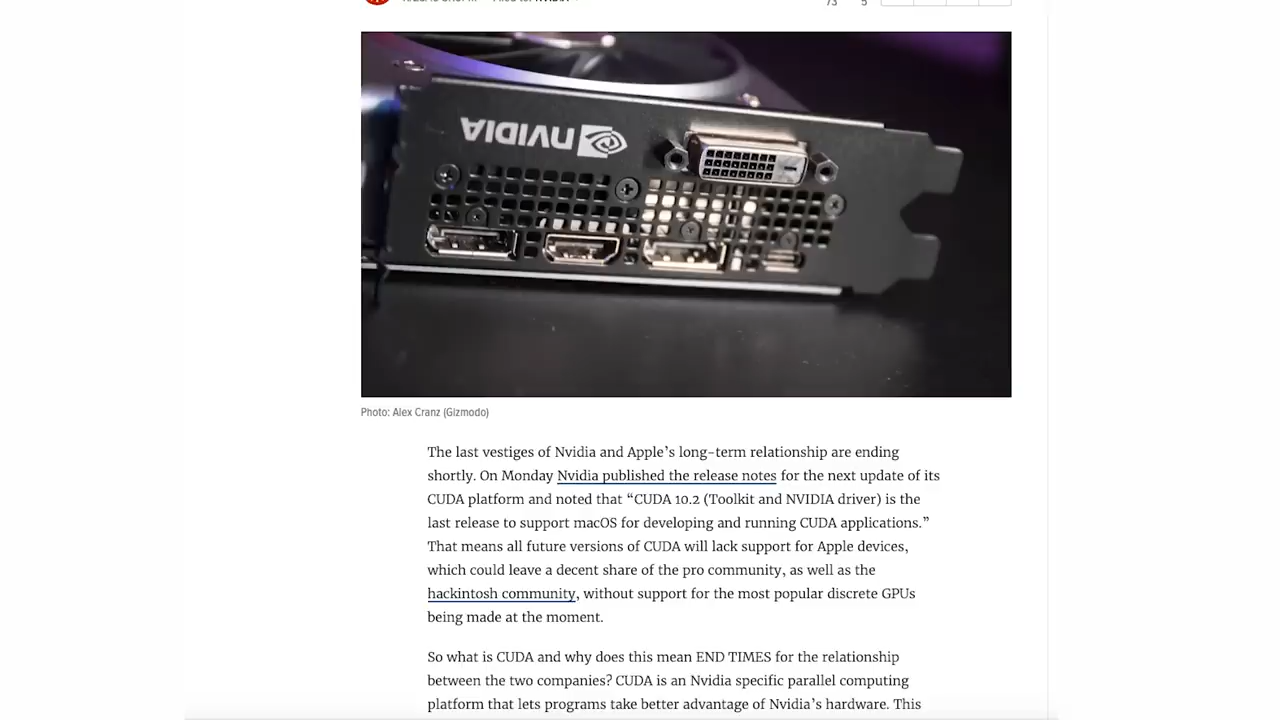 73 5
NVIDIA
Photo: Alex Cranz (Gizmodo)
The last vestiges of Nvidia and Apple’s long-term relationship are ending
shortly. On Monday Nvidia published the release notes for the next update of its
CUDA platform and noted that “CUDA 10.2 (Toolkit and NVIDIA driver) is the
last release to support macOS for developing and running CUDA applications.”
That means all future versions of CUDA will lack support for Apple devices,
which could leave a decent share of the pro community, as well as the
hackintosh community, without support for the most popular discrete GPUs
being made at the moment.
So what is CUDA and why does this mean END TIMES for the relationship
between the two companies? CUDA is an Nvidia specific parallel computing
platform that lets programs take better advantage of Nvidia’s hardware. This